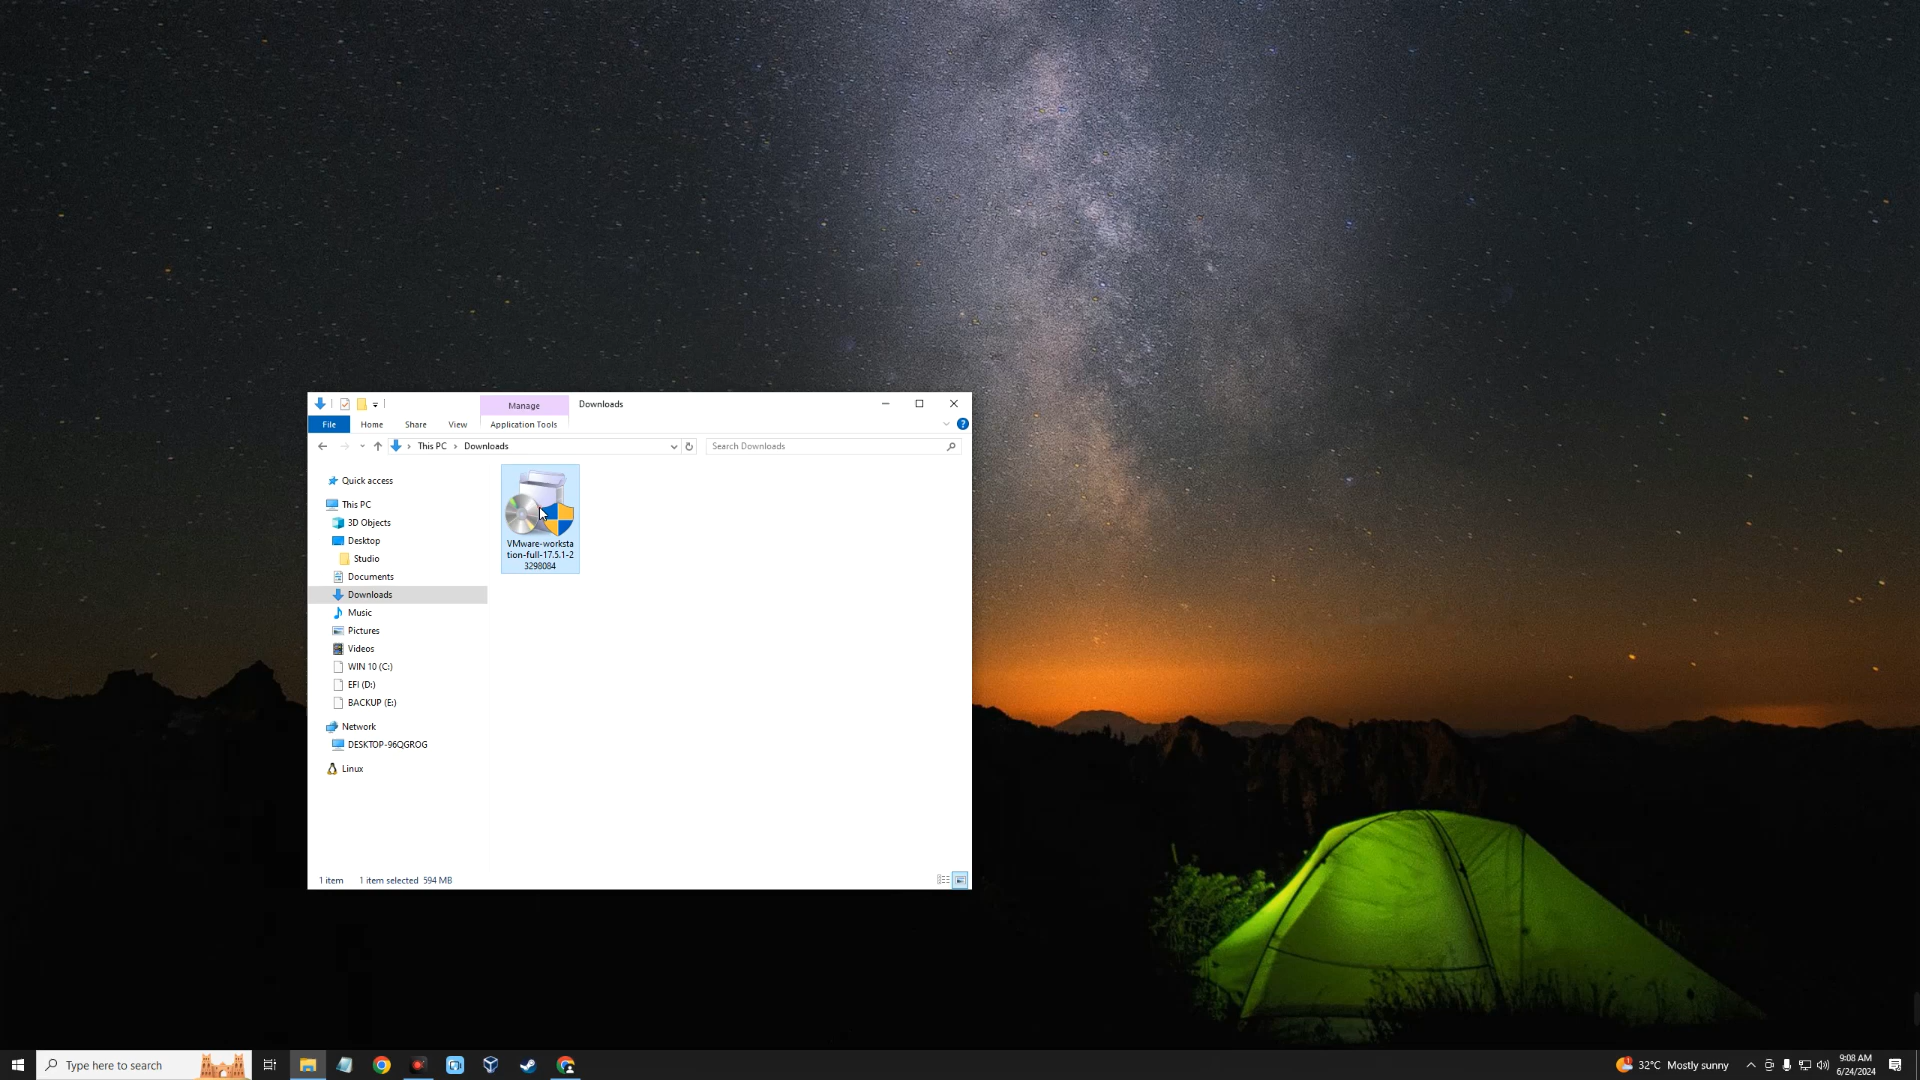 Manage
Downloads
File
Home
Share
View
Application Tools
This PC > Downloads
Search Downloads
Quick access
This PC
3D Objects
Desktop
Studio
Documents
Downloads
Music
Pictures
Videos
WIN 10 (C:)
EFI (D:)
BACKUP (E:)
Network
DESKTOP-96QGROG
Linux
VMware-worksta
tion-full-17.5.1-2
3298084
1 item
1 item selected 594 MB
Type here to search
32°C Mostly sunny
9:08 AM
6/24/2024